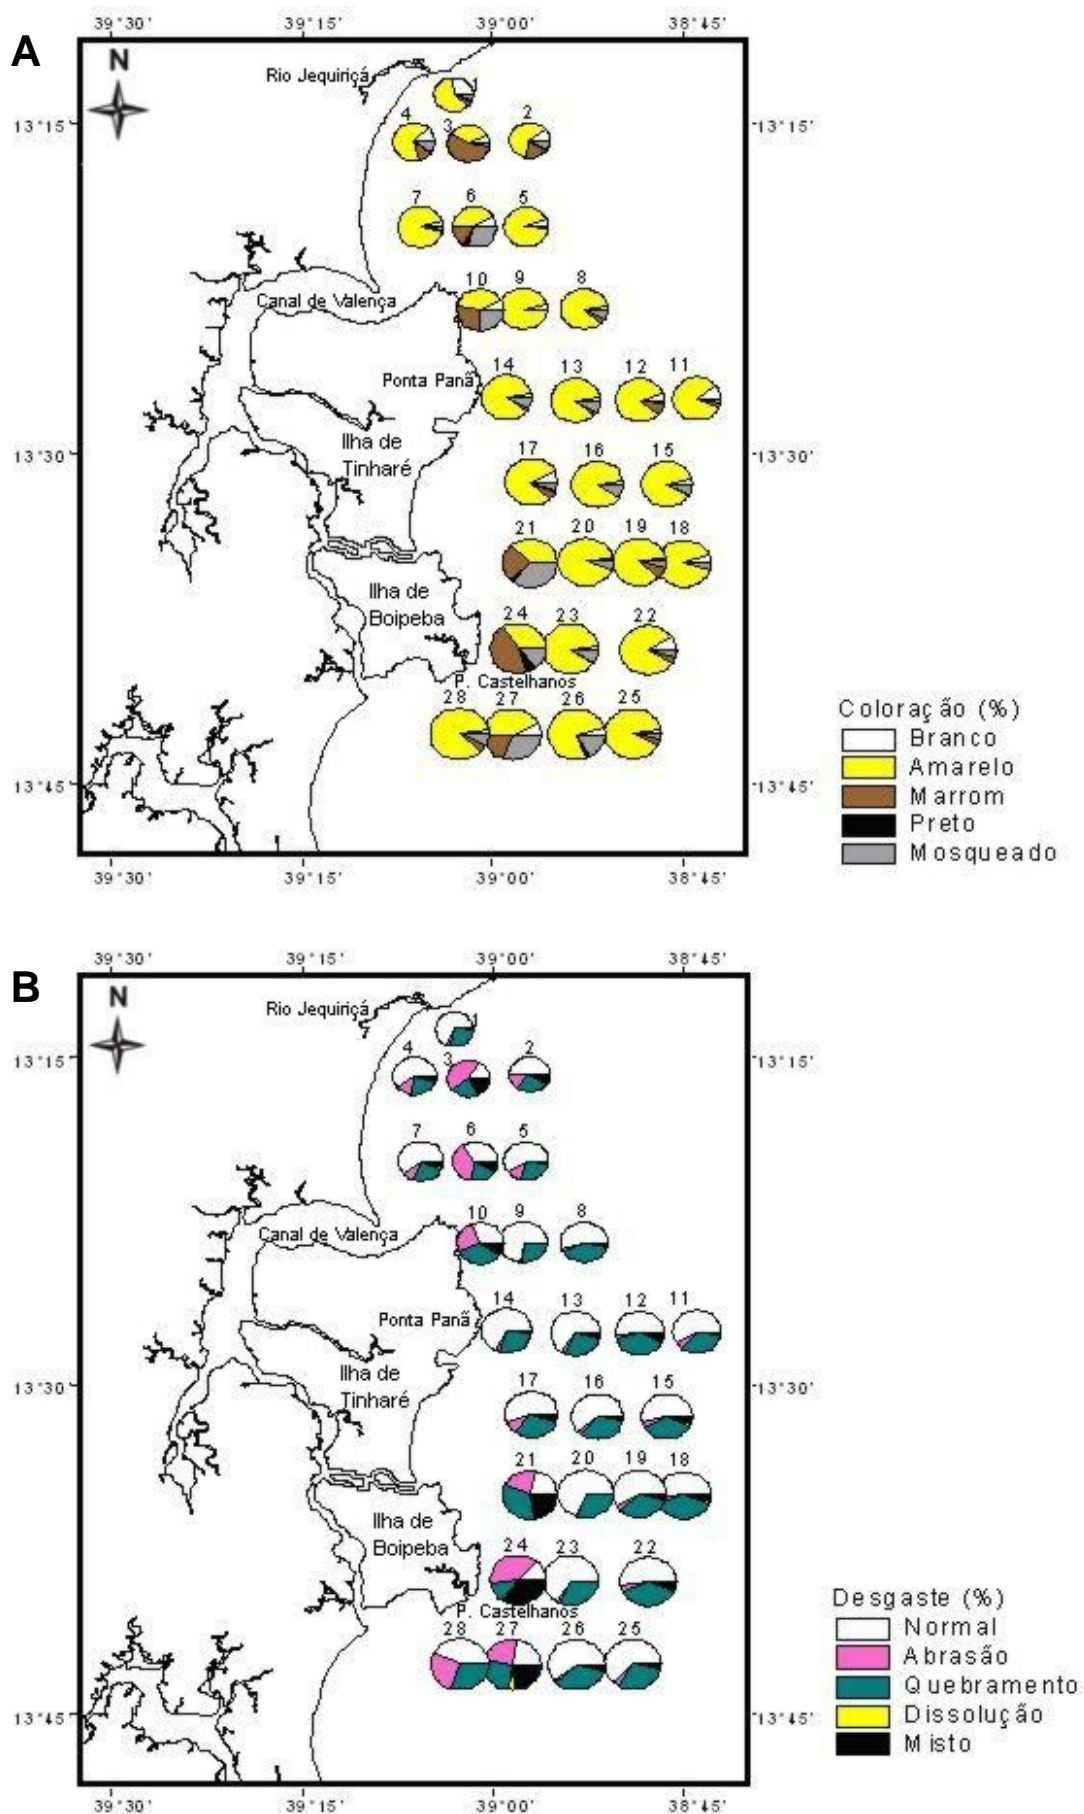 39°30' 39°15' 39°00' 38°45'
A
N
Rio Jequiriçá
1
13°15' 4 3 2 13°15'
7 6 5
10 9 8
Canal de Valença
14 13 12 11
Ponta Panã
Ilha de
Tinharé
13°30' 17 16 15 13°30'
21 20 19 18
Ilha de
Boipeba
24 23 22
P. Castelhanos
28 27 26 25
13°45' 13°45'
Coloração (%)
Branco
Amarelo
Marrom
Preto
Mosqueado
39°30' 39°15' 39°00' 38°45'
39°30' 39°15' 39°00' 38°45'
B
N
Rio Jequiriçá
1
13°15' 4 3 2 13°15'
7 6 5
10 9 8
Canal de Valença
14 13 12 11
Ponta Panã
Ilha de
Tinharé
13°30' 17 16 15 13°30'
21 20 19 18
Ilha de
Boipeba
24 23 22
P. Castelhanos
28 27 26 25
13°45' 13°45'
Desgaste (%)
Normal
Abrasão
Quebramento
Dissolução
Misto
39°30' 39°15' 39°00' 38°45'